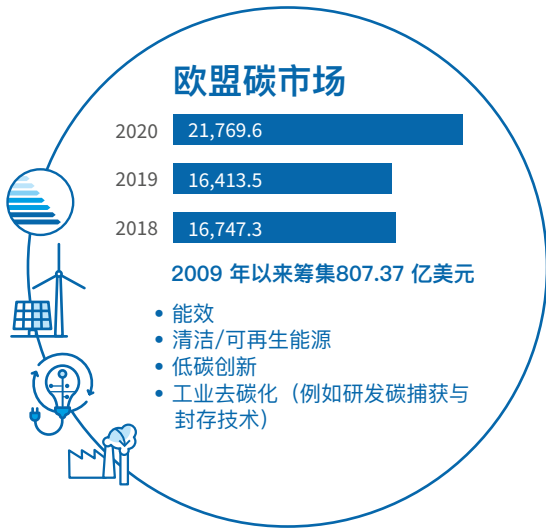 欧盟碳市场
2020 21,769.6
2019 16,413.5
2018 16,747.3
2009 年以来筹集807.37 亿美元
• 能效
• 清洁/可再生能源
• 低碳创新
• 工业去碳化（例如研发碳捕获与
封存技术）